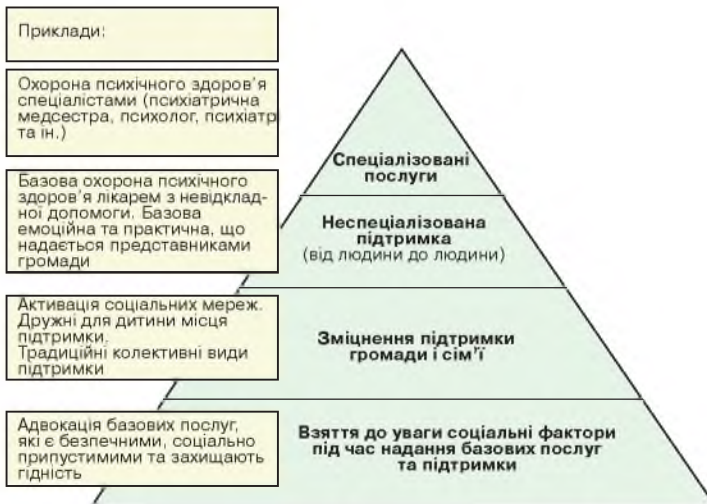 Приклади:
Охорона психічного здоров'я
спеціалістами (психіатрична
медсестра, психолог, психіатр
та ін.)
Спеціалізовані
послуги
Базова охорона психічного
здоров'я лікарем з невідклад-
ної допомоги. Базова
емоційна та практична, що
надається представниками
громади
Неспеціалізована
підтримка
(від людини до людини)
Активація соціальних мереж.
Дружні для дитини місця
підтримки.
Традиційні колективні види
підтримки
Зміцнення підтримки
громади і сім'ї
Адвокація базових послуг,
які є безпечними, соціально
припустимими та захищають
гідність
Взяття до уваги соціальні фактори
під час надання базових послуг
та підтримки